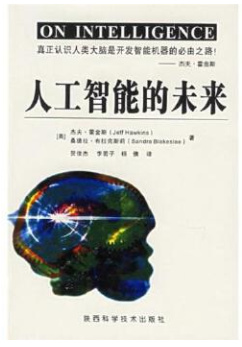 ON INTELLIGENCE
真正认识人类大脑是开发智能机器的必由之路!
—— 杰夫·霍金斯
人工智能的未来
[美] 杰夫·霍金斯 (Jeff Hawkins) 著
桑德拉·布拉克斯莉 (Sandra Blakeslee)
贺俊杰 李若子 杨倩 译
陕西科学技术出版社